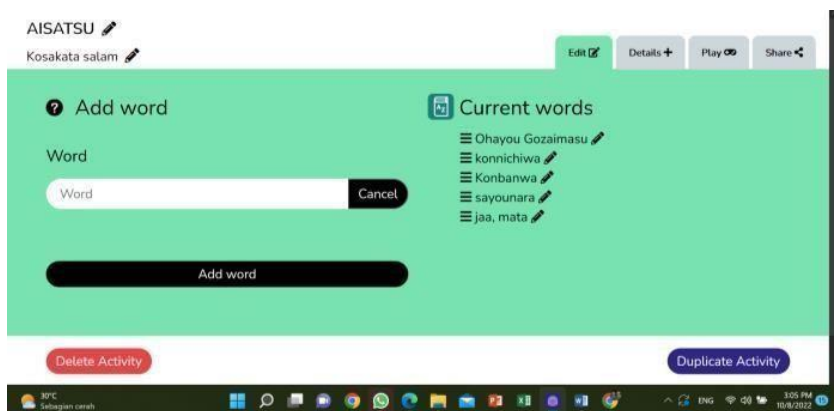 AISATSU
Kosakata salam
Edit
Details
Play
Share
Add word
Word
Word
Cancel
Add word
Current words
Ohayou Gozaimasu
konnichiwa
Konbanwa
sayounara
jaa, mata
Delete Activity
Duplicate Activity
30°C
Sebagian cerah
ENG
3:05 PM
10/8/2022